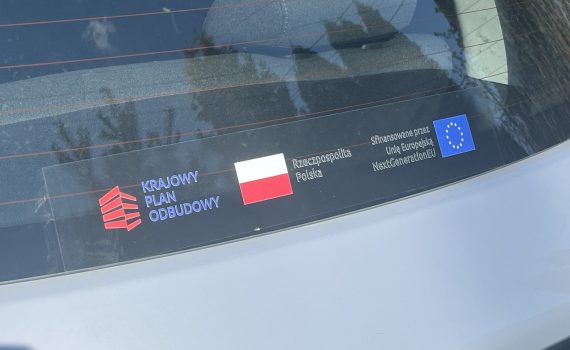 KRAJOWY
PLAN
ODBUDOWY
Rzeczpospolita
Polska
Sfinansowane przez
Unię Europejską
NextGenerationEU